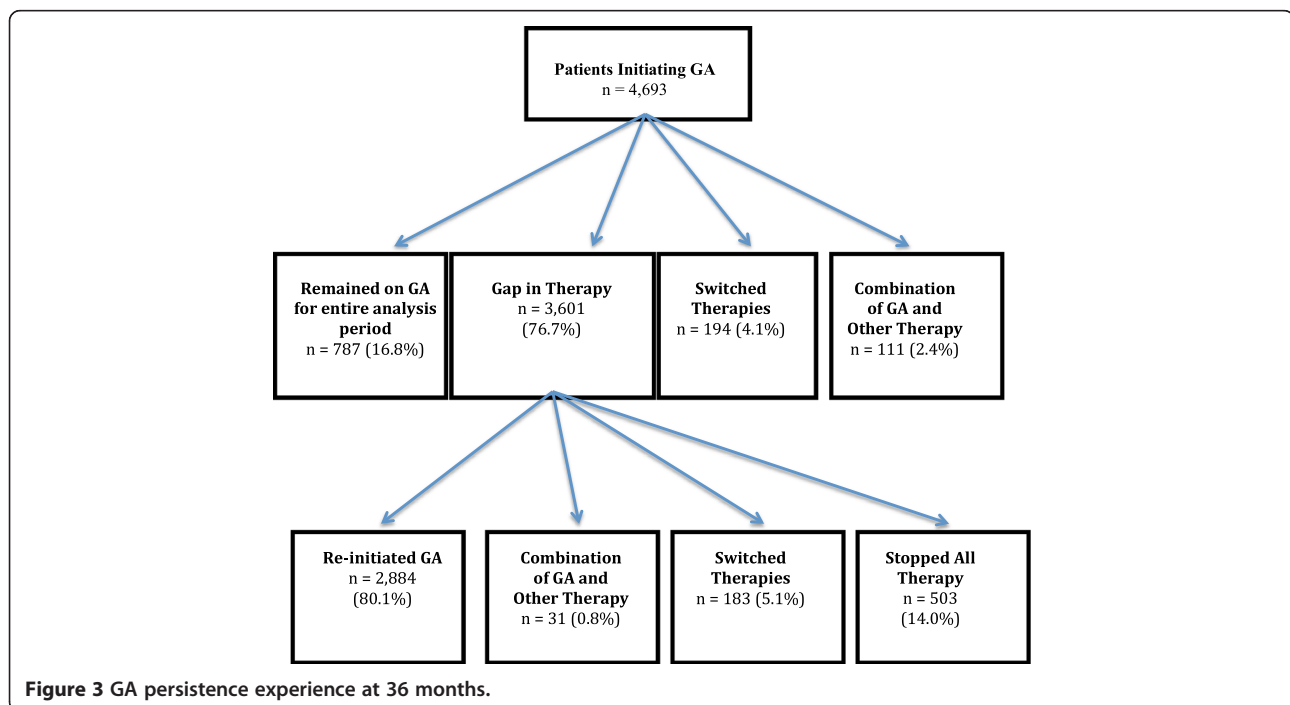 Patients Initiating GA
n = 4,693
Remained on GA
for entire analysis
period
n = 787 (16.8%)
Gap in Therapy
n = 3,601
(76.7%)
Switched
Therapies
n = 194 (4.1%)
Combination
of GA and
Other Therapy
n = 111 (2.4%)
Re-initiated GA
n = 2,884
(80.1%)
Combination
of GA and
Other Therapy
n = 31 (0.8%)
Switched
Therapies
n = 183 (5.1%)
Stopped All
Therapy
n = 503
(14.0%)
Figure 3 GA persistence experience at 36 months.